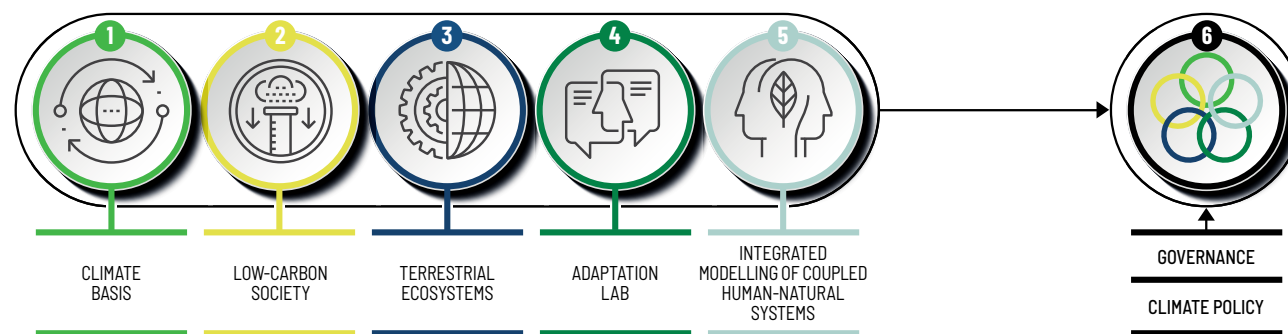 1
2
3
4
5
6
CLIMATE
BASIS
LOW-CARBON
SOCIETY
TERRESTRIAL
ECOSYSTEMS
ADAPTATION
LAB
INTEGRATED
MODELLING OF COUPLED
HUMAN-NATURAL
SYSTEMS
GOVERNANCE
CLIMATE POLICY